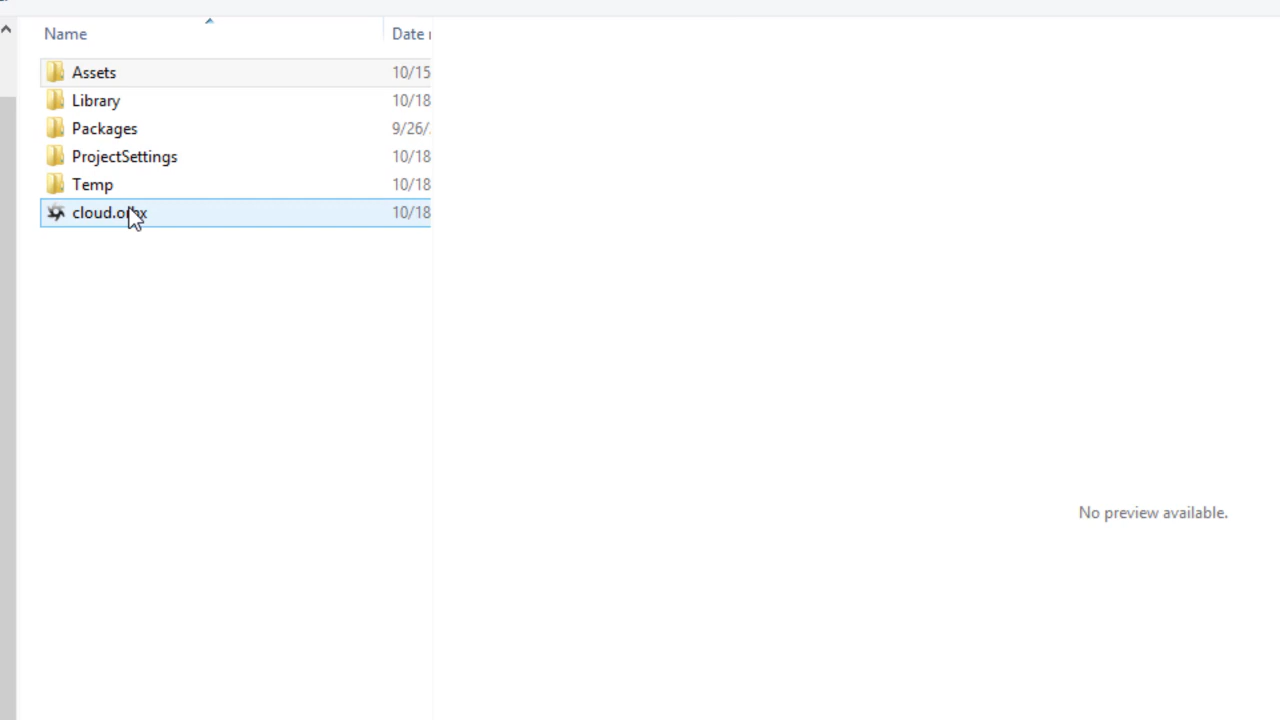 Name
Date
Assets
10/15
Library
10/18
Packages
9/26/
ProjectSettings
10/18
Temp
10/18
10/18
No preview available.